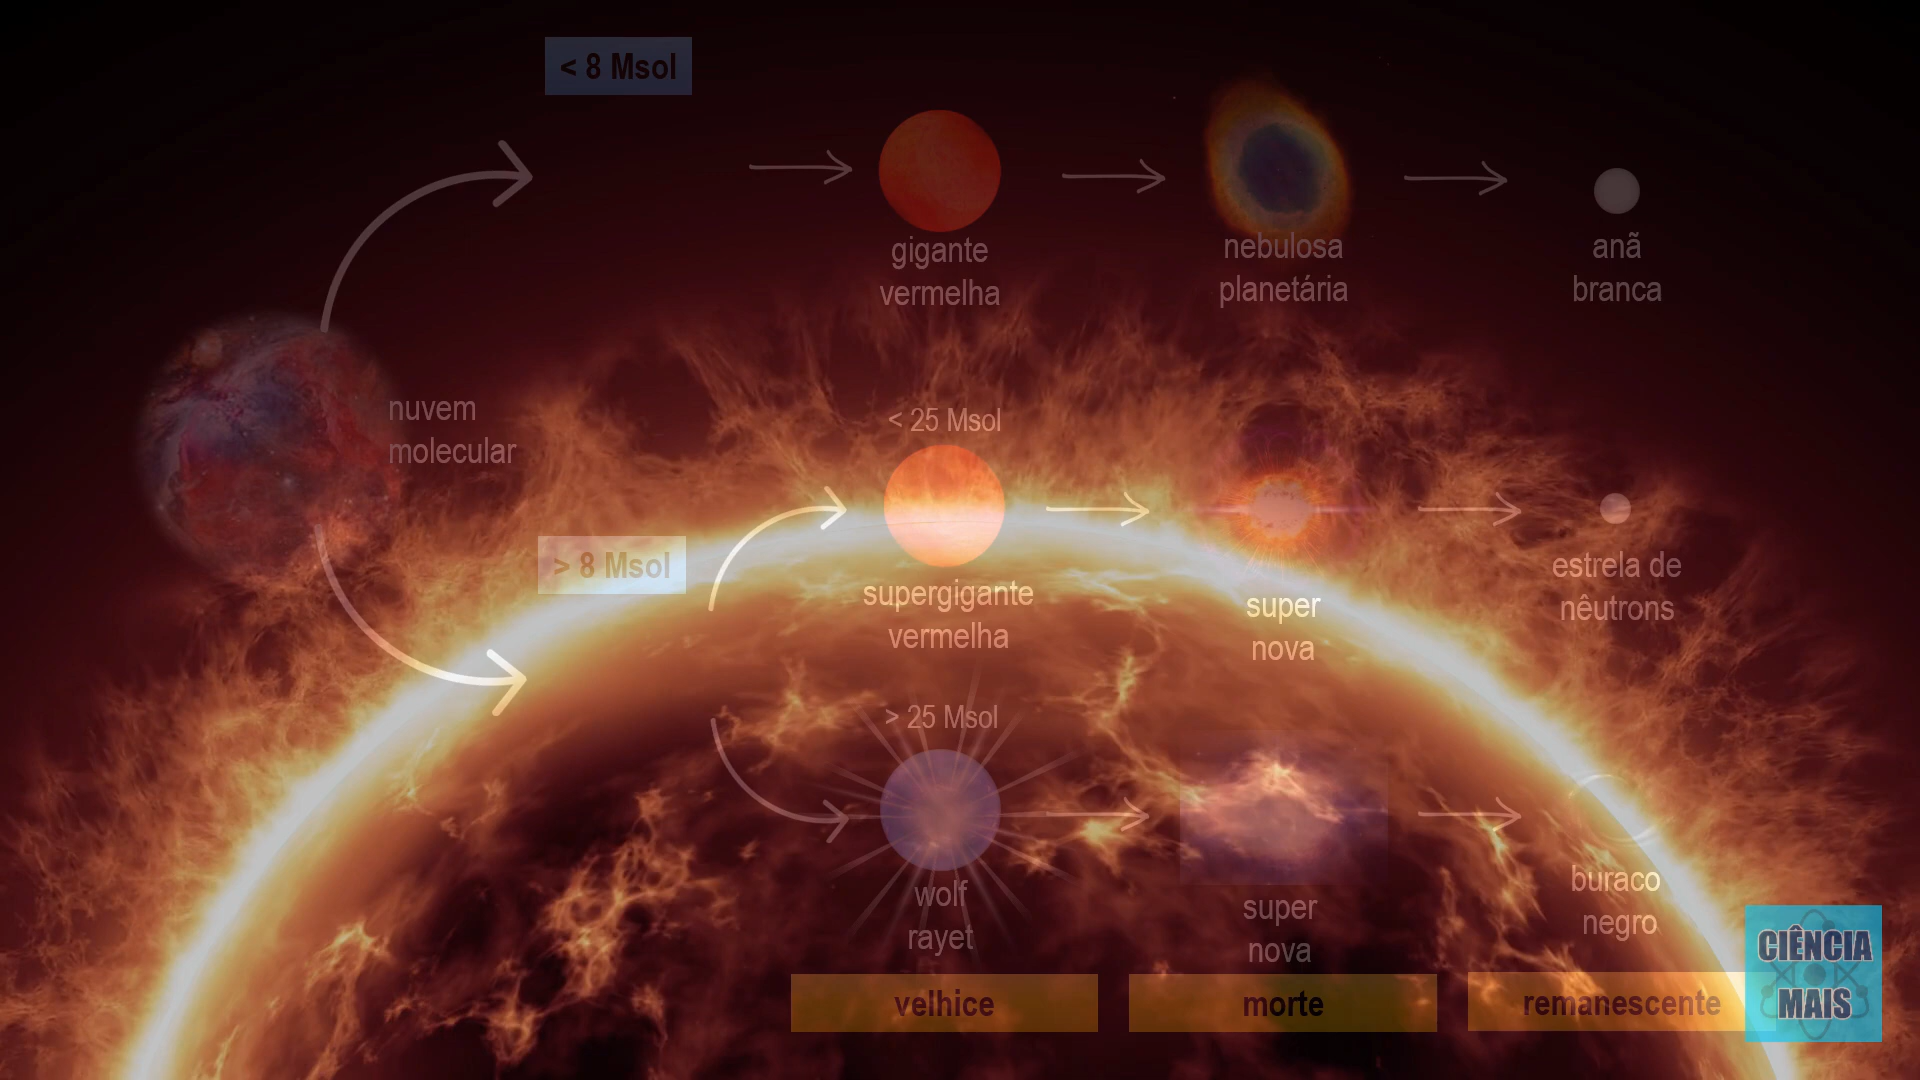 < 8 Msol
gigante
vermelha
nebulosa
planetária
anã
branca
nuvem
molecular
> 8 Msol
< 25 Msol
supergigante
vermelha
super
nova
estrela de
nêutrons
> 25 Msol
wolf
rayet
super
nova
buraco
negro
velhice
morte
remanescente
CIÊNCIA
MAIS